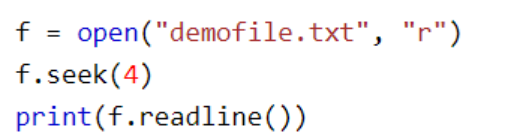 f = open("demofile.txt", "r")
f.seek(4)
print(f.readline())